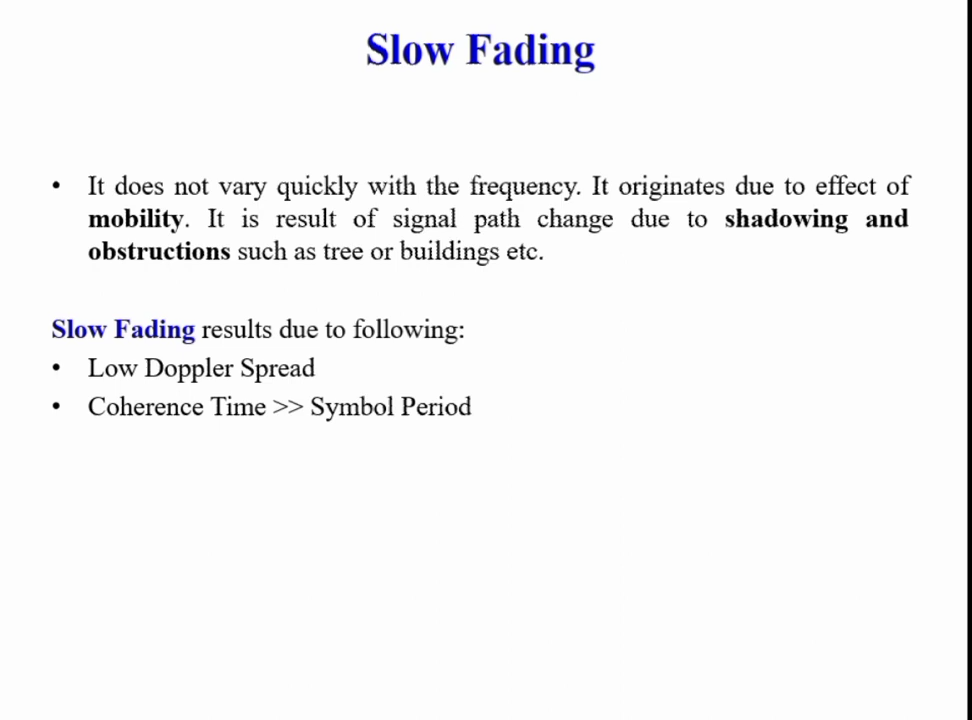 Slow Fading
• It does not vary quickly with the frequency. It originates due to effect of
mobility. It is result of signal path change due to shadowing and
obstructions such as tree or buildings etc.
Slow Fading results due to following:
• Low Doppler Spread
• Coherence Time >> Symbol Period